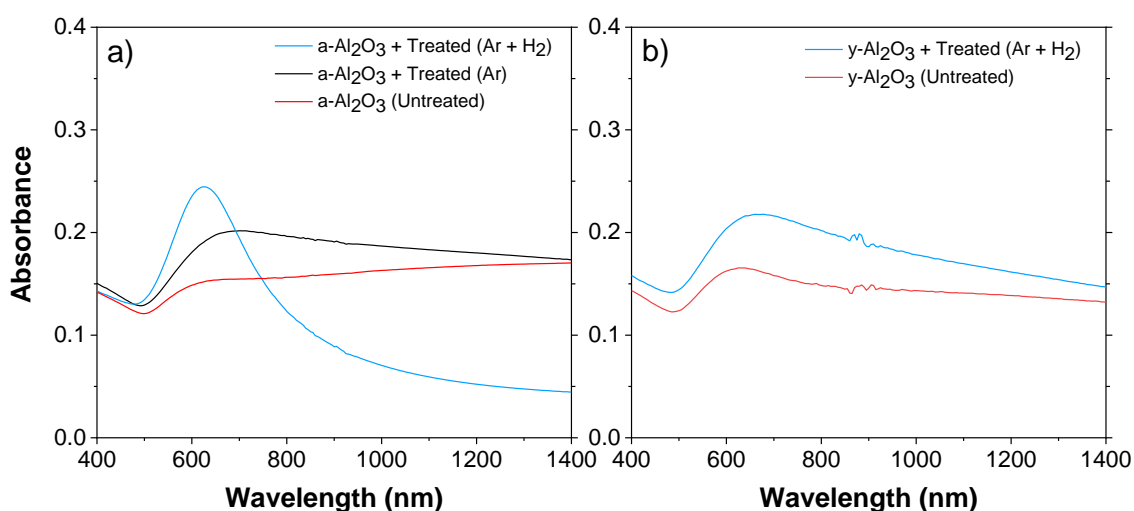 a)
a-Al₂O₃ + Treated (Ar + H₂)
a-Al₂O₃ + Treated (Ar)
a-Al₂O₃ (Untreated)
b)
y-Al₂O₃ + Treated (Ar + H₂)
y-Al₂O₃ (Untreated)
Absorbance
0.4
0.3
0.2
0.1
0.0
400 600 800 1000 1200 1400
Wavelength (nm)
0.4
0.3
0.2
0.1
0.0
400 600 800 1000 1200 1400
Wavelength (nm)